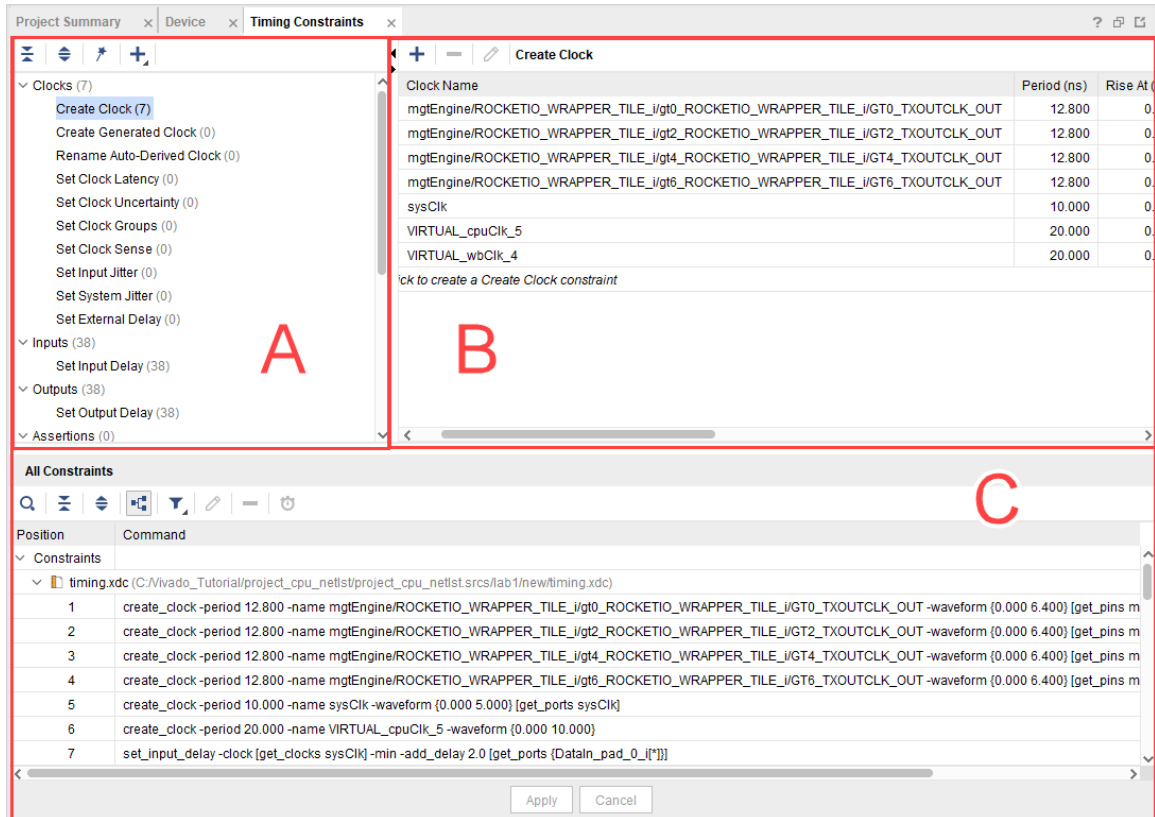 Project Summary × Device × Timing Constraints ×
Create Clock
Clocks (7)
Create Clock (7)
Create Generated Clock (0)
Rename Auto-Derived Clock (0)
Set Clock Latency (0)
Set Clock Uncertainty (0)
Set Clock Groups (0)
Set Clock Sense (0)
Set Input Jitter (0)
Set System Jitter (0)
Set External Delay (0)
Inputs (38)
Set Input Delay (38)
Outputs (38)
Set Output Delay (38)
Assertions (0)
A
Clock Name Period (ns) Rise At (
mgtEngine/ROCKETIO_WRAPPER_TILE_i/gt0_ROCKETIO_WRAPPER_TILE_i/GT0_TXOUTCLK_OUT 12.800 0.
mgtEngine/ROCKETIO_WRAPPER_TILE_i/gt2_ROCKETIO_WRAPPER_TILE_i/GT2_TXOUTCLK_OUT 12.800 0.
mgtEngine/ROCKETIO_WRAPPER_TILE_i/gt4_ROCKETIO_WRAPPER_TILE_i/GT4_TXOUTCLK_OUT 12.800 0.
mgtEngine/ROCKETIO_WRAPPER_TILE_i/gt6_ROCKETIO_WRAPPER_TILE_i/GT6_TXOUTCLK_OUT 12.800 0.
sysClk 10.000 0.
VIRTUAL_cpuClk_5 20.000 0.
VIRTUAL_wbClk_4 20.000 0.
ick to create a Create Clock constraint
B
All Constraints
C
Position Command
Constraints
timing.xdc (C:/Vivado_Tutorial/project_cpu_netlst/project_cpu_netlst.srcs/lab1/new/timing.xdc)
1 create_clock -period 12.800 -name mgtEngine/ROCKETIO_WRAPPER_TILE_i/gt0_ROCKETIO_WRAPPER_TILE_i/GT0_TXOUTCLK_OUT -waveform {0.000 6.400} [get_pins m
2 create_clock -period 12.800 -name mgtEngine/ROCKETIO_WRAPPER_TILE_i/gt2_ROCKETIO_WRAPPER_TILE_i/GT2_TXOUTCLK_OUT -waveform {0.000 6.400} [get_pins m
3 create_clock -period 12.800 -name mgtEngine/ROCKETIO_WRAPPER_TILE_i/gt4_ROCKETIO_WRAPPER_TILE_i/GT4_TXOUTCLK_OUT -waveform {0.000 6.400} [get_pins m
4 create_clock -period 12.800 -name mgtEngine/ROCKETIO_WRAPPER_TILE_i/gt6_ROCKETIO_WRAPPER_TILE_i/GT6_TXOUTCLK_OUT -waveform {0.000 6.400} [get_pins m
5 create_clock -period 10.000 -name sysClk -waveform {0.000 5.000} [get_ports sysClk]
6 create_clock -period 20.000 -name VIRTUAL_cpuClk_5 -waveform {0.000 10.000}
7 set_input_delay -clock [get_clocks sysClk] -min -add_delay 2.0 [get_ports {DataIn_pad_0_i[*]}]
Apply Cancel